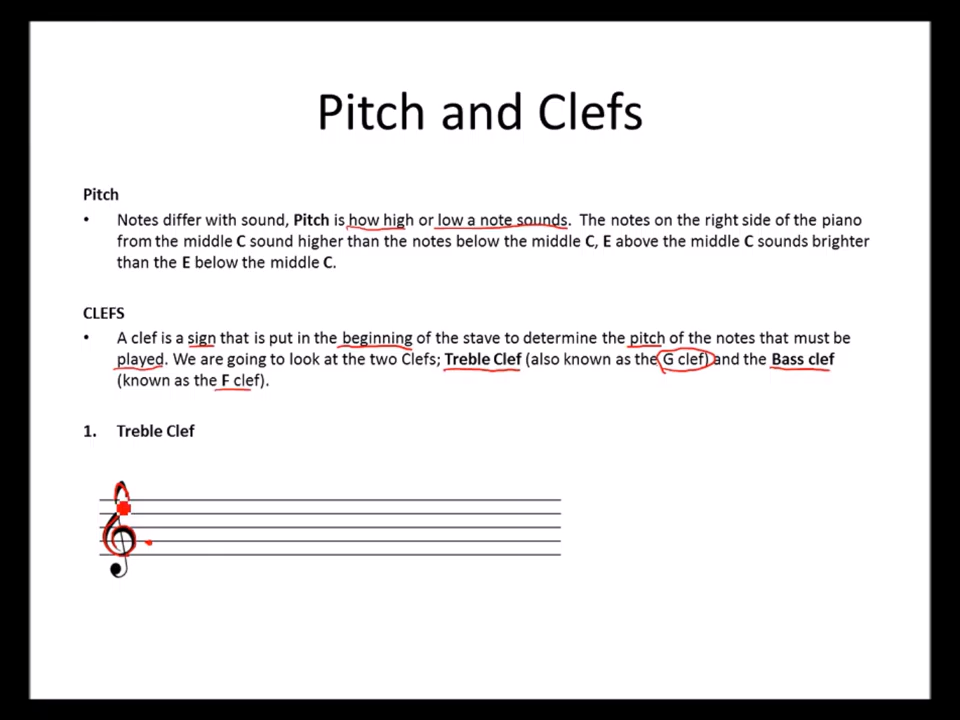 Pitch and Clefs
Pitch
• Notes differ with sound, Pitch is how high or low a note sounds. The notes on the right side of the piano
from the middle C sound higher than the notes below the middle C, E above the middle C sounds brighter
than the E below the middle C.
CLEFS
• A clef is a sign that is put in the beginning of the stave to determine the pitch of the notes that must be
played. We are going to look at the two Clefs; Treble Clef (also known as the G clef) and the Bass clef
(known as the F clef).
1. Treble Clef